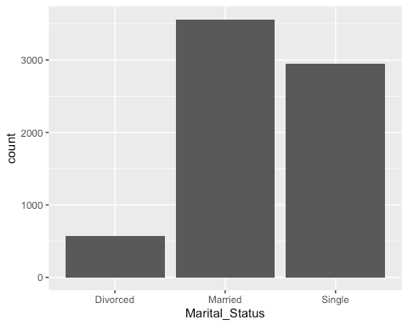 3000
2000
1000
0
count
Divorced Married Single
Marital_Status